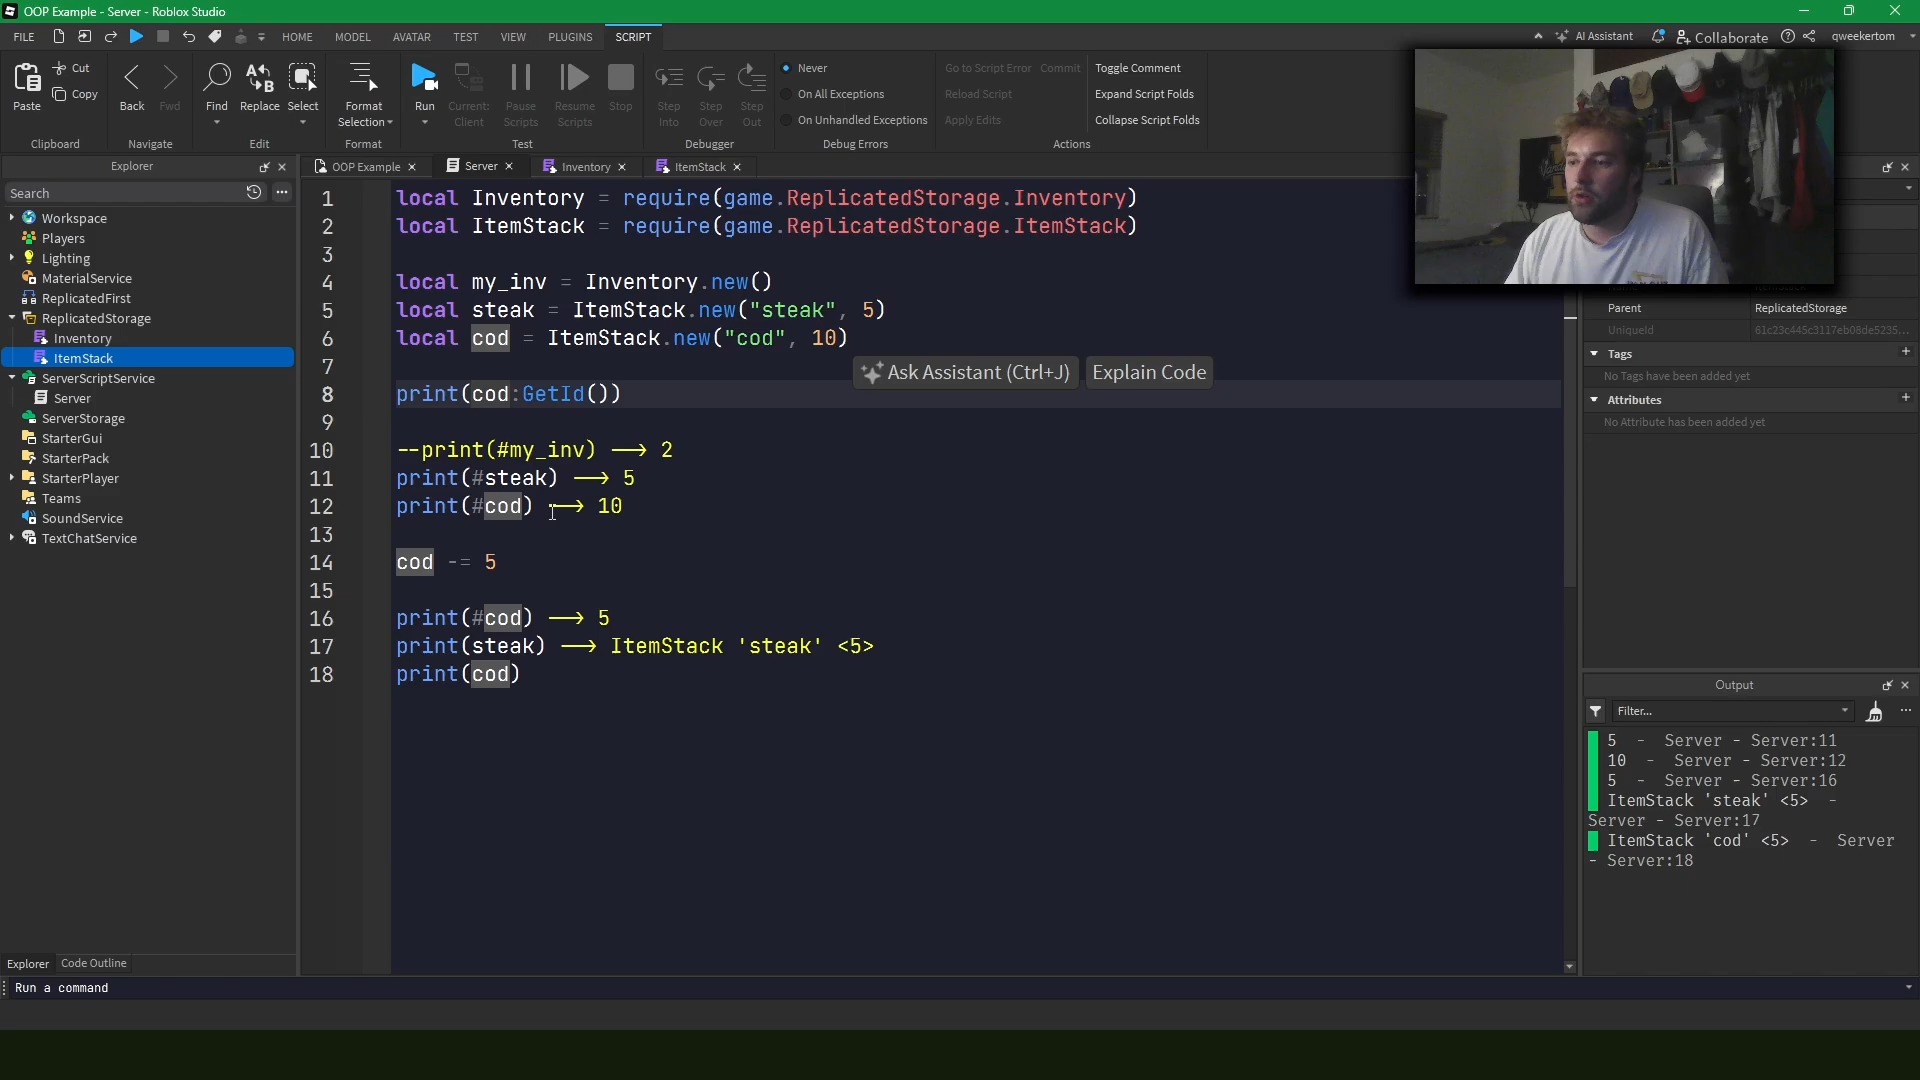 OOP Example - Server - Roblox Studio
FILE HOME MODEL AVATAR TEST VIEW PLUGINS SCRIPT AI Assistant Collaborate qweekertom
Paste Cut Copy
Back Fwd
Find Replace Select
Format Selection
Run Current: Client Pause Scripts Resume Scripts Stop
Step Into Step Over Step Out
Never
On All Exceptions
On Unhandled Exceptions
Go to Script Error Commit
Reload Script
Apply Edits
Toggle Comment
Expand Script Folds
Collapse Script Folds
Clipboard Navigate Edit Format Test Debugger Debug Errors Actions
Explorer
OOP Example Server Inventory ItemStack
Search
Workspace
Players
Lighting
MaterialService
ReplicatedFirst
ReplicatedStorage
Inventory
ItemStack
ServerScriptService
Server
ServerStorage
StarterGui
StarterPack
StarterPlayer
Teams
SoundService
TextChatService
1 local Inventory = require(game.ReplicatedStorage.Inventory)
2 local ItemStack = require(game.ReplicatedStorage.ItemStack)
3
4 local my_inv = Inventory.new()
5 local steak = ItemStack.new("steak", 5)
6 local cod = ItemStack.new("cod", 10)
7
Ask Assistant (Ctrl+J) Explain Code
8 print(cod:GetId())
9
10 --print(#my_inv) --> 2
11 print(#steak) --> 5
12 print(#cod) --> 10
13
14 cod -= 5
15
16 print(#cod) --> 5
17 print(steak) --> ItemStack 'steak' <5>
18 print(cod)
Parent ReplicatedStorage
UniqueId 61c23c445c3117eb08de5235...
Tags
No Tags have been added yet
Attributes
No Attribute has been added yet
Output
Filter...
5 - Server - Server:11
10 - Server - Server:12
5 - Server - Server:16
ItemStack 'steak' <5> -
Server - Server:17
ItemStack 'cod' <5> - Server
- Server:18
Explorer Code Outline
Run a command